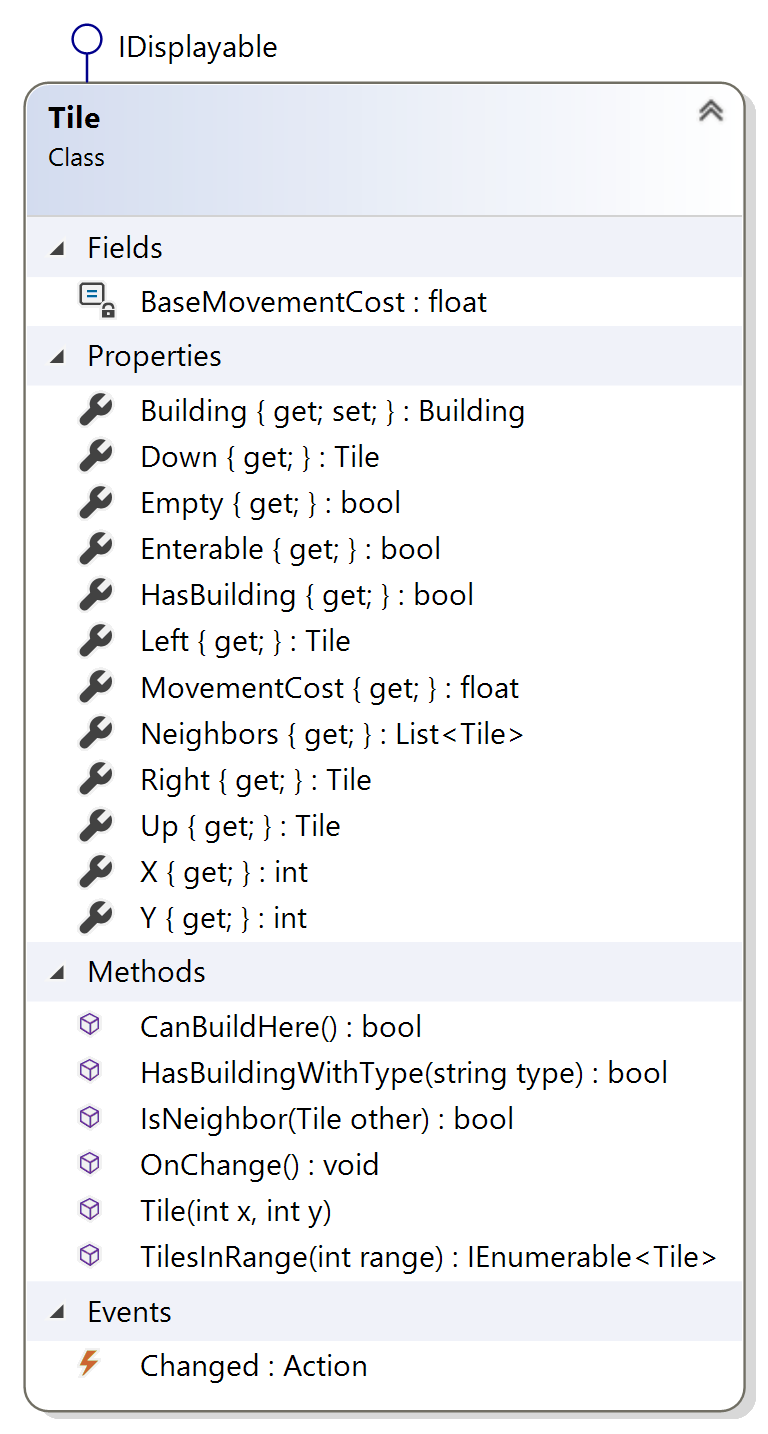 IDisplayable
Tile
Class
Fields
BaseMovementCost : float
Properties
Building { get; set; } : Building
Down { get; } : Tile
Empty { get; } : bool
Enterable { get; } : bool
HasBuilding { get; } : bool
Left { get; } : Tile
MovementCost { get; } : float
Neighbors { get; } : List<Tile>
Right { get; } : Tile
Up { get; } : Tile
X { get; } : int
Y { get; } : int
Methods
CanBuildHere() : bool
HasBuildingWithType(string type) : bool
IsNeighbor(Tile other) : bool
OnChange() : void
Tile(int x, int y)
TilesInRange(int range) : IEnumerable<Tile>
Events
Changed : Action